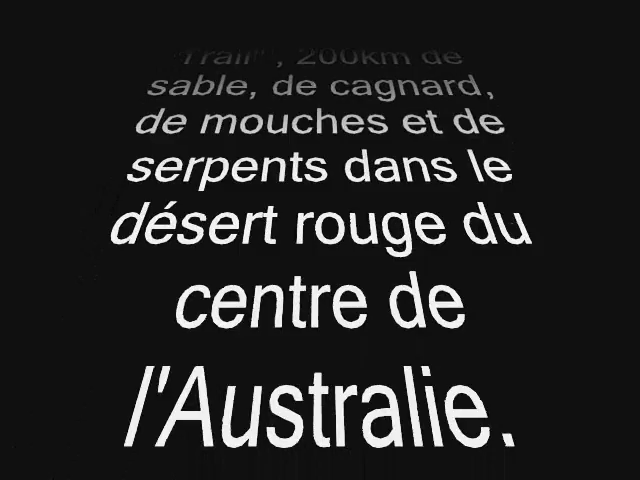 Trail", 200km de
sable, de cagnard,
de mouches et de
serpents dans le
désert rouge du
centre de
l'Australie.